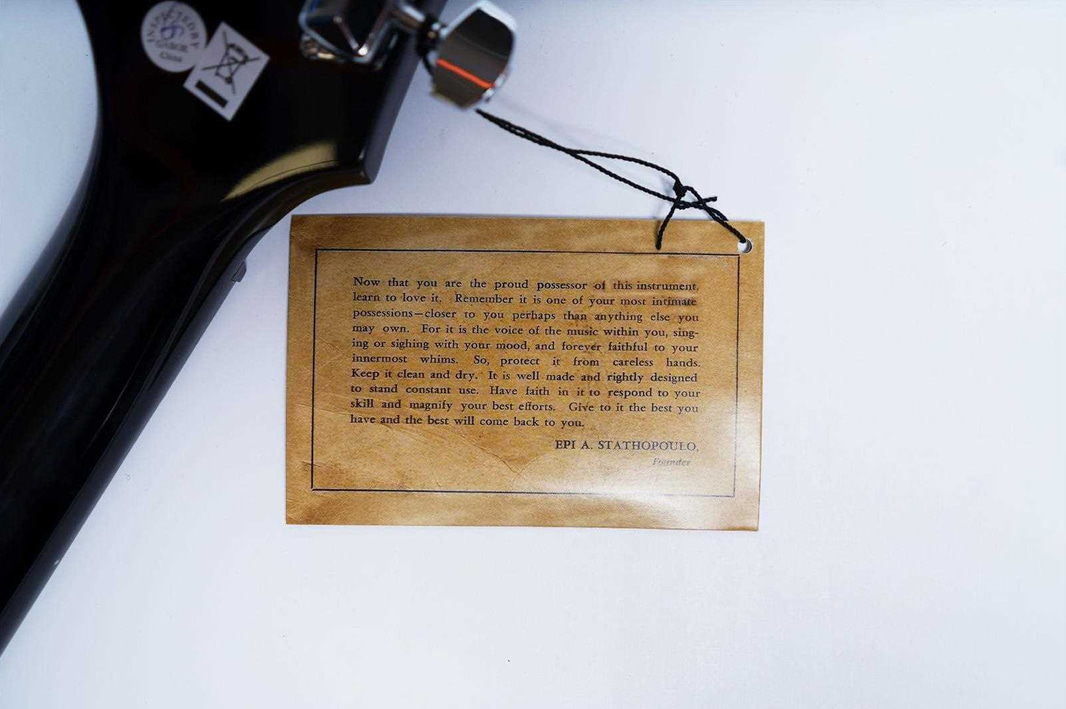 INSPECTED BY
Now that you are the proud possessor of this instrument,
learn to love it. Remember it is one of your most intimate
possessions—closer to you perhaps than anything else you
may own. For it is the voice of the music within you, sing-
ing or sighing with your mood, and forever faithful to your
innermost whims. So, protect it from careless hands.
Keep it clean and dry. It is well made and rightly designed
to stand constant use. Have faith in it to respond to your
skill and magnify your best efforts. Give to it the best you
have and the best will come back to you.
EPI A. STATHOPOULO,
Founder